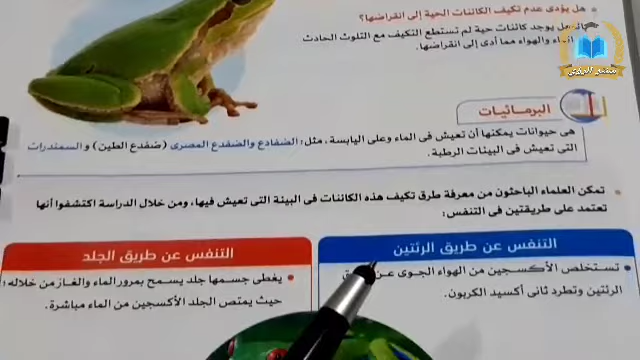 هل يؤدى عدم تكيف الكائنات الحية إلى انقراضها؟
هل يوجد كائنات حية لم تستطع التكيف مع التلوث الحادث
والهواء مما أدى إلى انقراضها.
البرمائيات
هى حيوانات يمكنها أن تعيش فى الماء وعلى اليابسة، مثل: الضفادع والضفدع المصرى (ضفدع الطين) والسمندرات
التى تعيش فى البيئات الرطبة.
تمكن العلماء الباحثون من معرفة طرق تكيف هذه الكائنات فى البيئة التى تعيش فيها، ومن خلال الدراسة اكتشفوا أنها
تعتمد على طريقتين فى التنفس:
التنفس عن طريق الرئتين
تستخلص الأكسجين من الهواء الجوى عن
الرئتين وتطرد ثانى أكسيد الكربون.
التنفس عن طريق الجلد
يغطى جسمها جلد يسمح بمرور الماء والغاز من خلاله؛
حيث يمتص الجلد الأكسجين من الماء مباشرة.